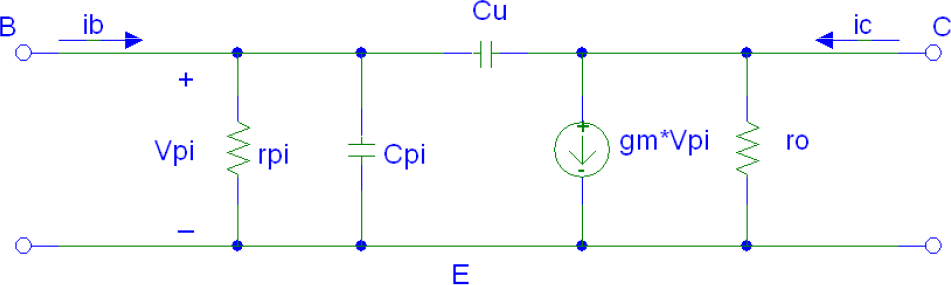 Cu
B
ib
ic
C
+
+
Vpi
rpi
Cpi
gm*Vpi
ro
-
–
E